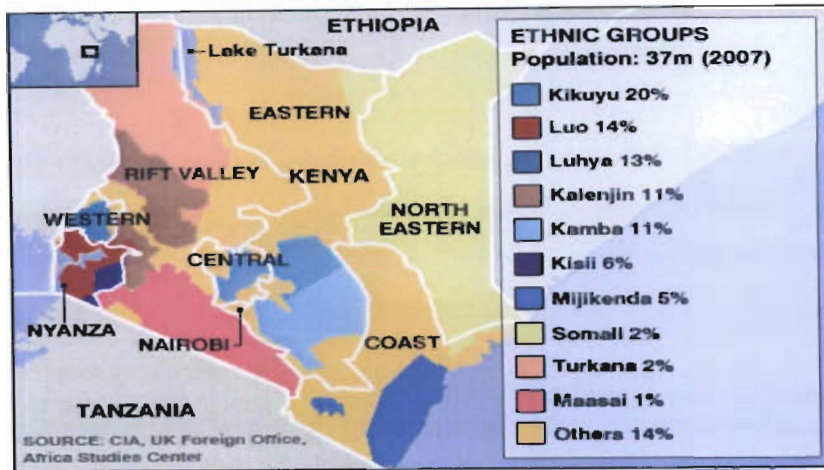 ETHIOPIA
Lake Turkana
EASTERN
RIFT VALLEY
KENYA
WESTERN
NORTH
EASTERN
CENTRAL
NYANZA
NAIROBI
COAST
TANZANIA
SOURCE: CIA, UK Foreign Office,
Africa Studies Center
ETHNIC GROUPS
Population: 37m (2007)
Kikuyu 20%
Luo 14%
Luhya 13%
Kalenjin 11%
Kamba 11%
Kisii 6%
Mijikenda 5%
Somali 2%
Turkana 2%
Maasai 1%
Others 14%